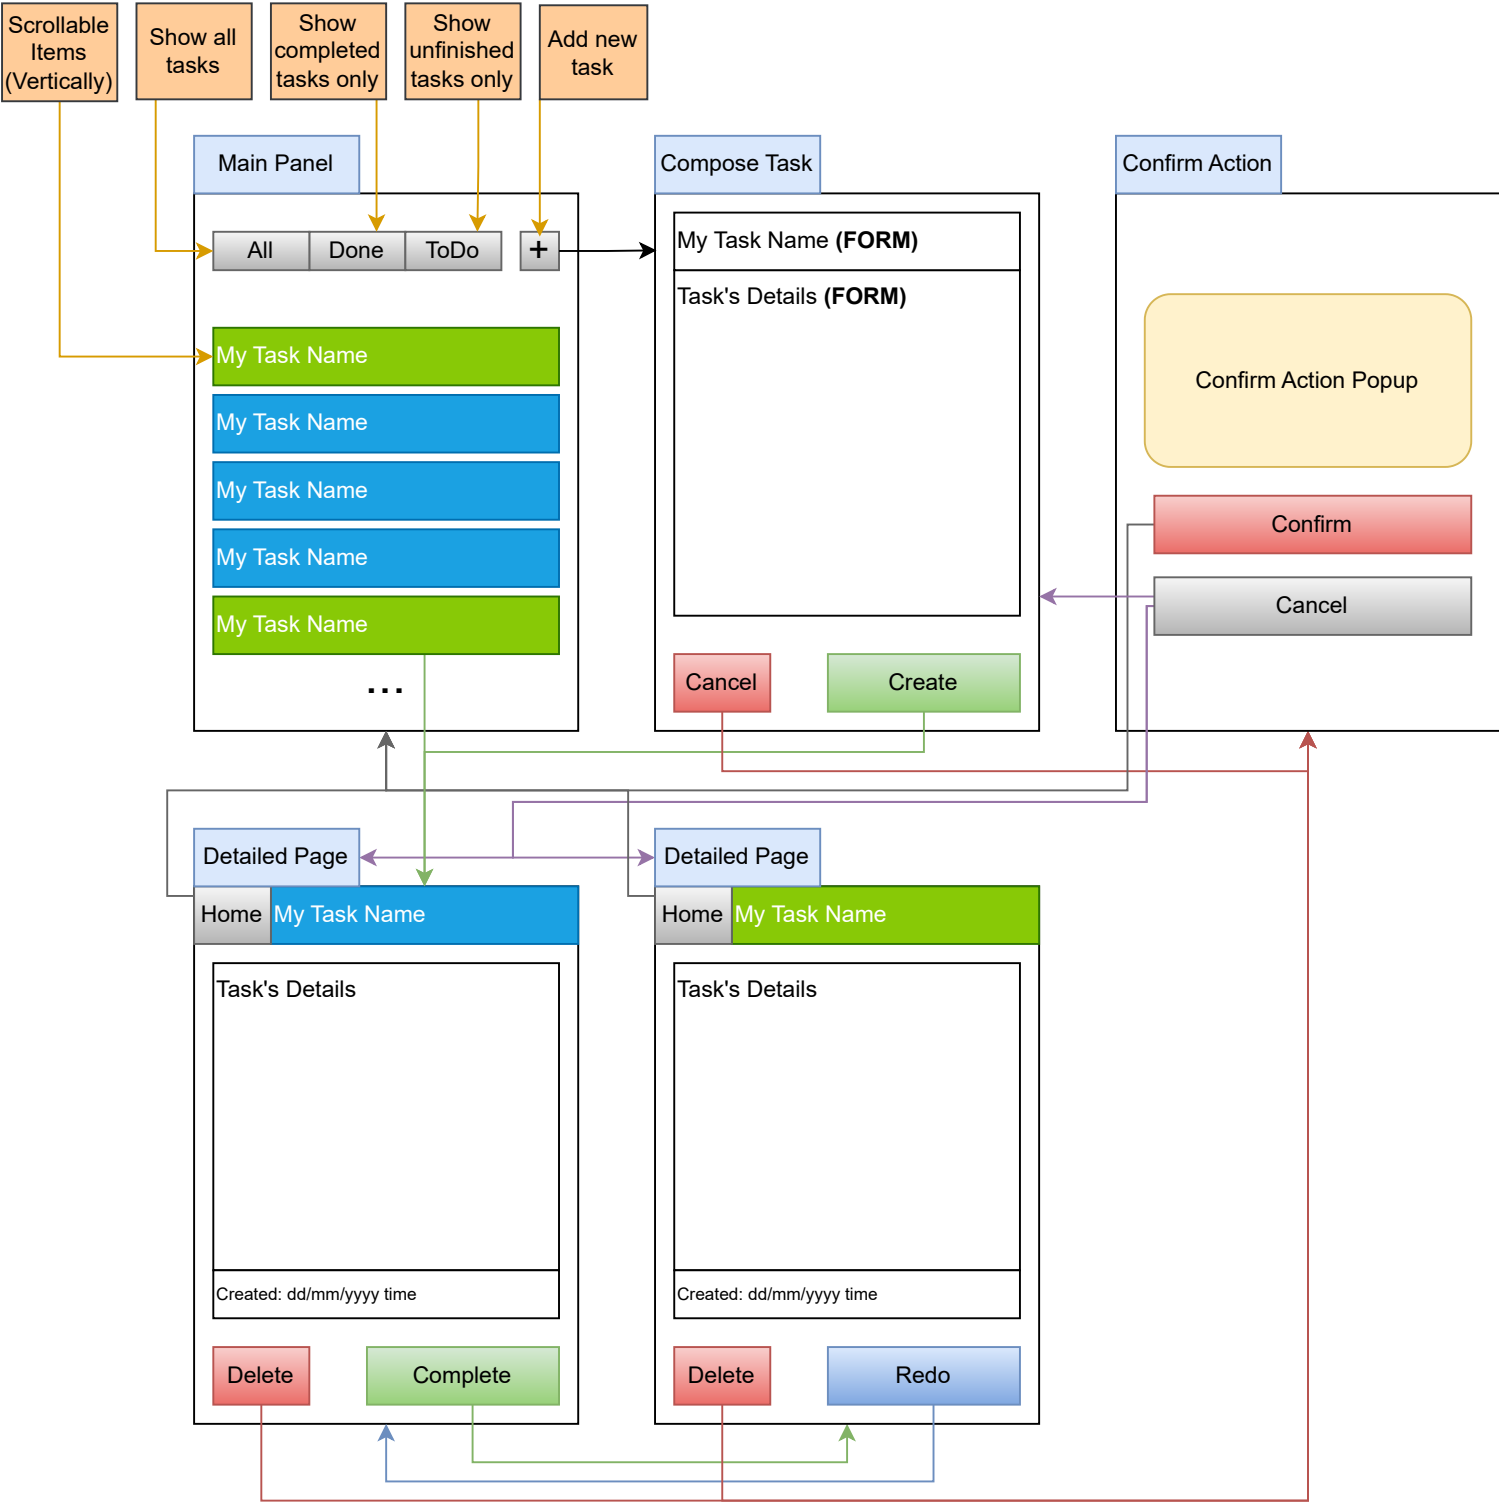 Scrollable
Items
(Vertically)
Show all
tasks
Show
completed
tasks only
Show
unfinished
tasks only
Add new
task
Main Panel
All
Done
ToDo
+
My Task Name
My Task Name
My Task Name
My Task Name
My Task Name
...
Compose Task
My Task Name (FORM)
Task's Details (FORM)
Cancel
Create
Confirm Action
Confirm Action Popup
Confirm
Cancel
Detailed Page
Home
My Task Name
Task's Details
Created: dd/mm/yyyy time
Delete
Complete
Detailed Page
Home
My Task Name
Task's Details
Created: dd/mm/yyyy time
Delete
Redo